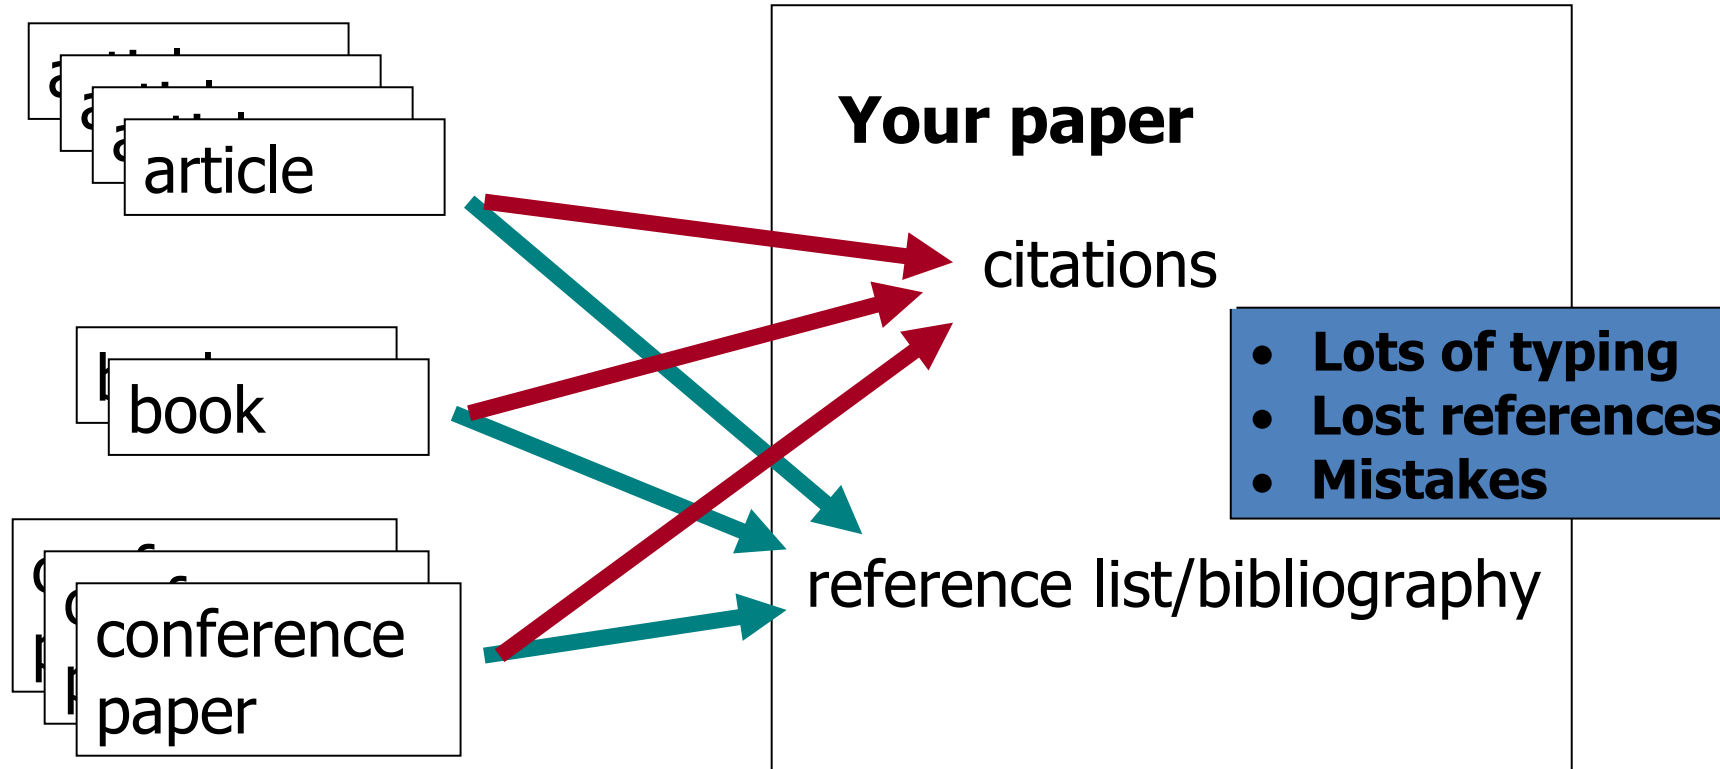 article
book
conference
paper
Your paper
citations
• Lots of typing
• Lost references
• Mistakes
reference list/bibliography